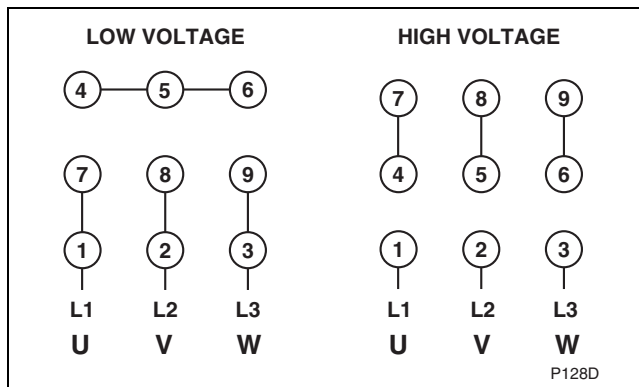 LOW VOLTAGE
4 5 6
7 8 9
1 2 3
L1 L2 L3
U V W
HIGH VOLTAGE
7 8 9
4 5 6
1 2 3
L1 L2 L3
U V W
P128D